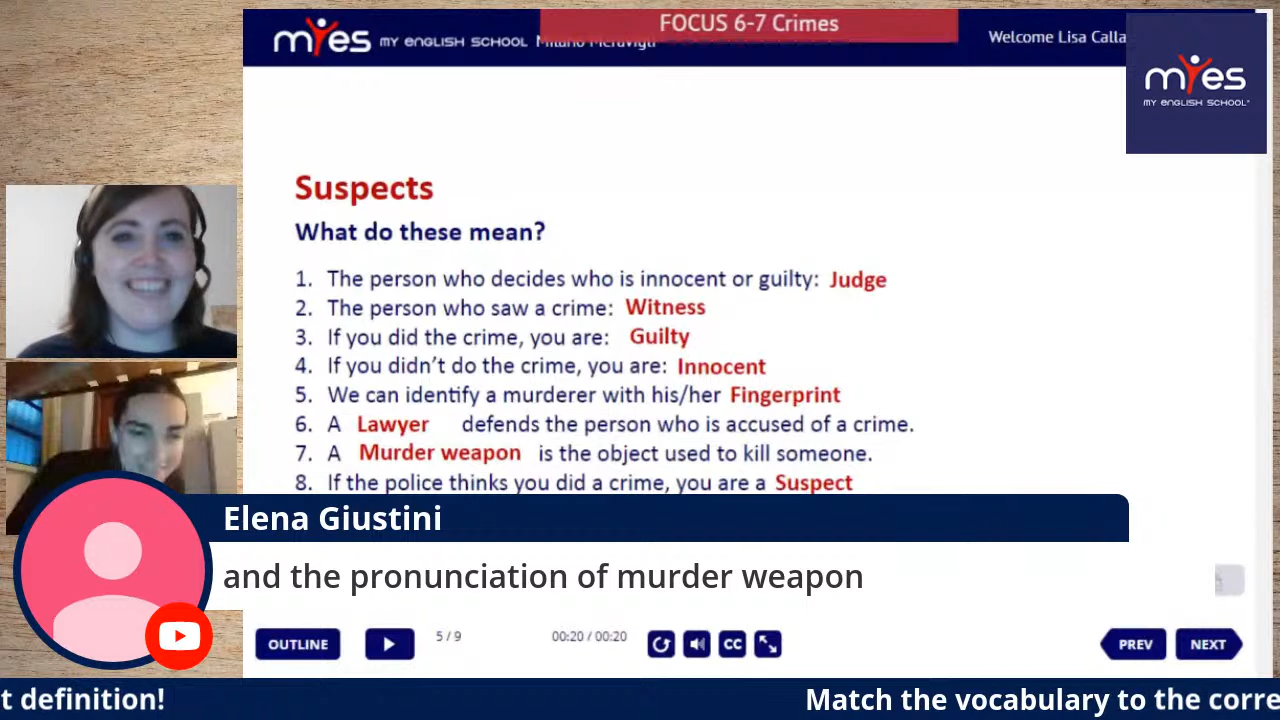 FOCUS 6-7 Crimes
myes MY ENGLISH SCHOOL Milano Meravigli
Welcome Lisa Calla
myes
MY ENGLISH SCHOOL
Suspects
What do these mean?
1. The person who decides who is innocent or guilty: Judge
2. The person who saw a crime: Witness
3. If you did the crime, you are: Guilty
4. If you didn't do the crime, you are: Innocent
5. We can identify a murderer with his/her Fingerprint
6. A Lawyer defends the person who is accused of a crime.
7. A Murder weapon is the object used to kill someone.
8. If the police thinks you did a crime, you are a Suspect
Elena Giustini
and the pronunciation of murder weapon
OUTLINE
5 / 9
00:20 / 00:20
CC
PREV
NEXT
t definition!
Match the vocabulary to the corre